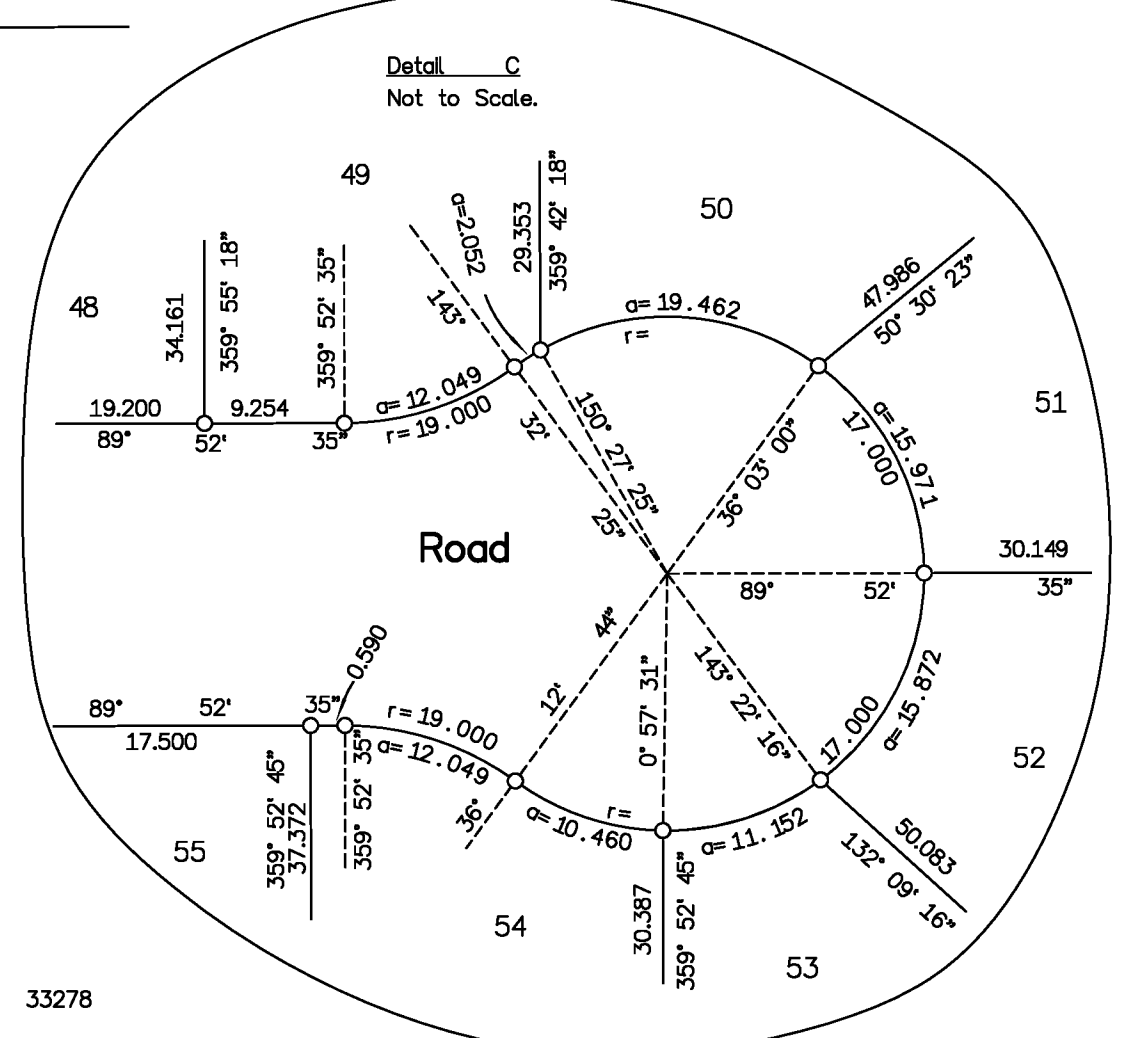 Detail C
Not to Scale.
49
50
48
51
52
53
54
55
Road
34.161
359° 55' 18"
359° 52' 35"
19.200
9.254
89° 52' 35"
a=12.049
r=19.000
143° 32' 25"
a=2.052
29.353
359° 42' 18"
150° 27' 25"
a=19.462
r=
47.986
50° 30' 23"
36° 03' 00"
a=15.971
17.000
30.149
89° 52' 35"
a=15.872
17.000
143° 22' 16"
50.083
132° 09' 16"
0° 57' 31"
a=11.152
r=
a=10.460
30.387
359° 52' 45"
36° 12' 44"
r=19.000
a=12.049
0.590
89° 52' 35"
17.500
359° 52' 45"
37.372
359° 52' 35"
33278